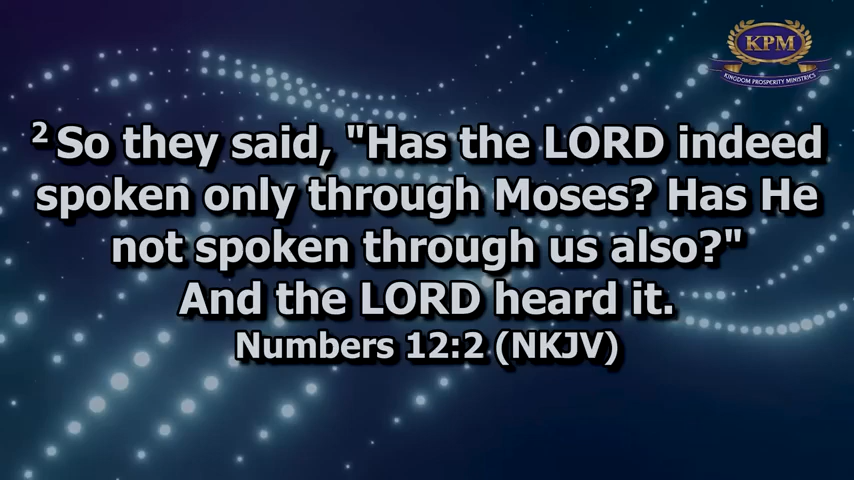 KPM
KINGDOM PROSPERITY MINISTRIES
2 So they said, "Has the LORD indeed
spoken only through Moses? Has He
not spoken through us also?"
And the LORD heard it.
Numbers 12:2 (NKJV)